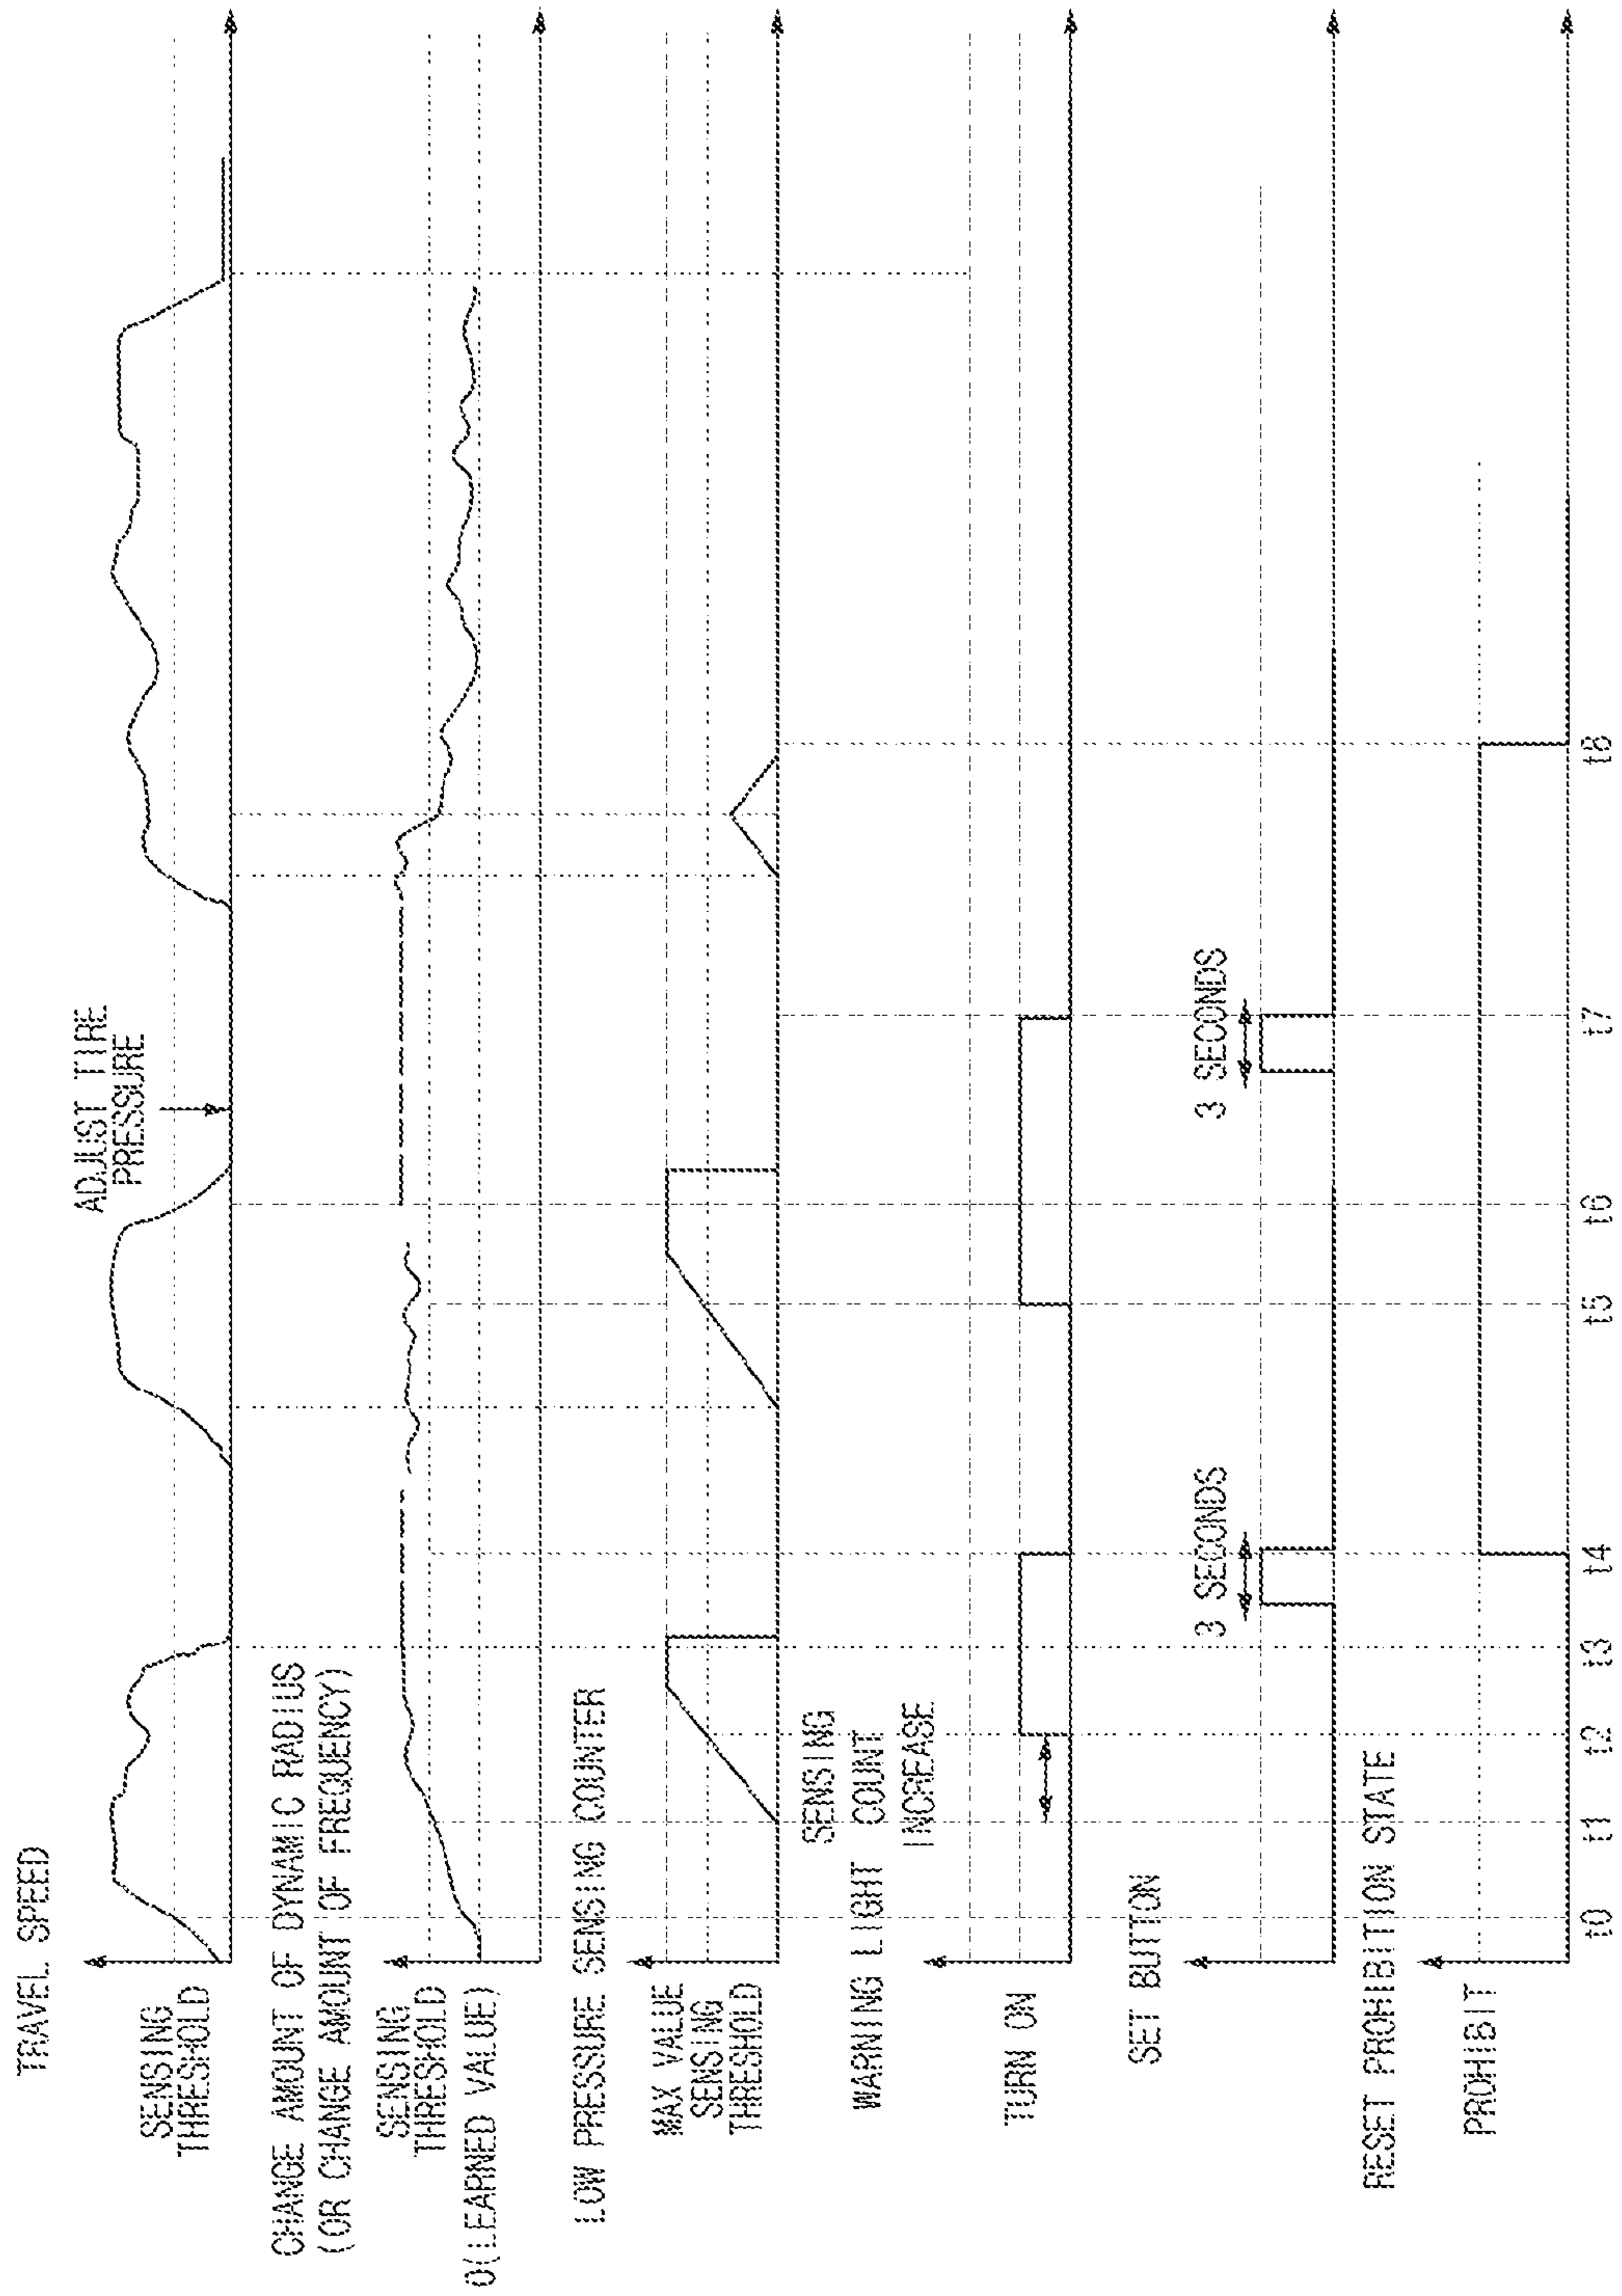 TRAVEL SPEED
SENSING
THRESHOLD
ADJUST TIRE
PRESSURE
CHANGE AMOUNT OF DYNAMIC RADIUS
(OR CHANGE AMOUNT OF FREQUENCY)
SENSING
THRESHOLD
0(LEARNED VALUE)
LOW PRESSURE SENSING COUNTER
MAX VALUE
SENSING
THRESHOLD
WARNING LIGHT
SENSING
COUNT
INCREASE
TURN ON
SET BUTTON
3 SECONDS
3 SECONDS
RESET PROHIBITION STATE
PROHIBIT
t0 t1 t2 t3 t4 t5 t6 t7 t8